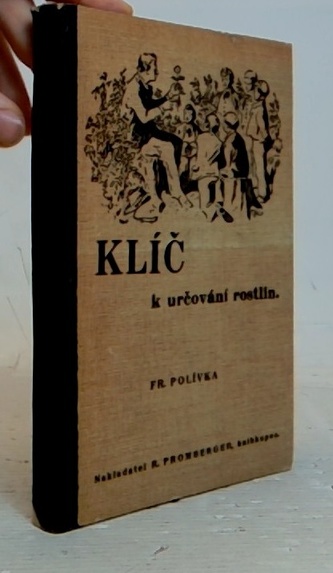 KLÍČ
k určování rostlin.
FR. POLÍVKA
Nakladatel R. PROMBERGER, knihkupec.